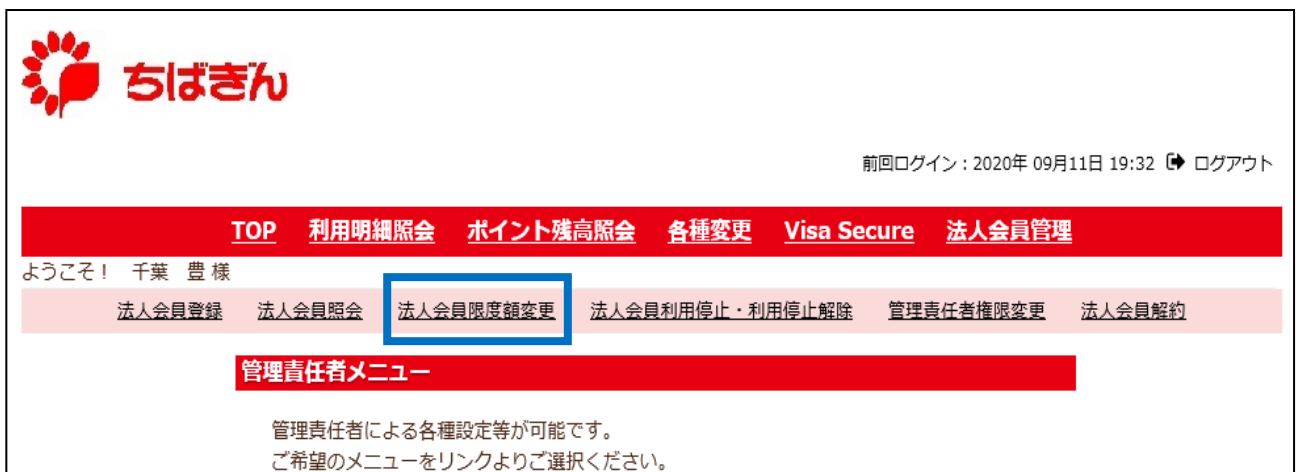 ちばぎん
前回ログイン：2020年 09月11日 19:32 ログアウト
TOP 利用明細照会 ポイント残高照会 各種変更 Visa Secure 法人会員管理
ようこそ！ 千葉 豊 様
法人会員登録 法人会員照会 法人会員限度額変更 法人会員利用停止・利用停止解除 管理責任者権限変更 法人会員解約
管理責任者メニュー
管理責任者による各種設定等が可能です。
ご希望のメニューをリンクよりご選択ください。